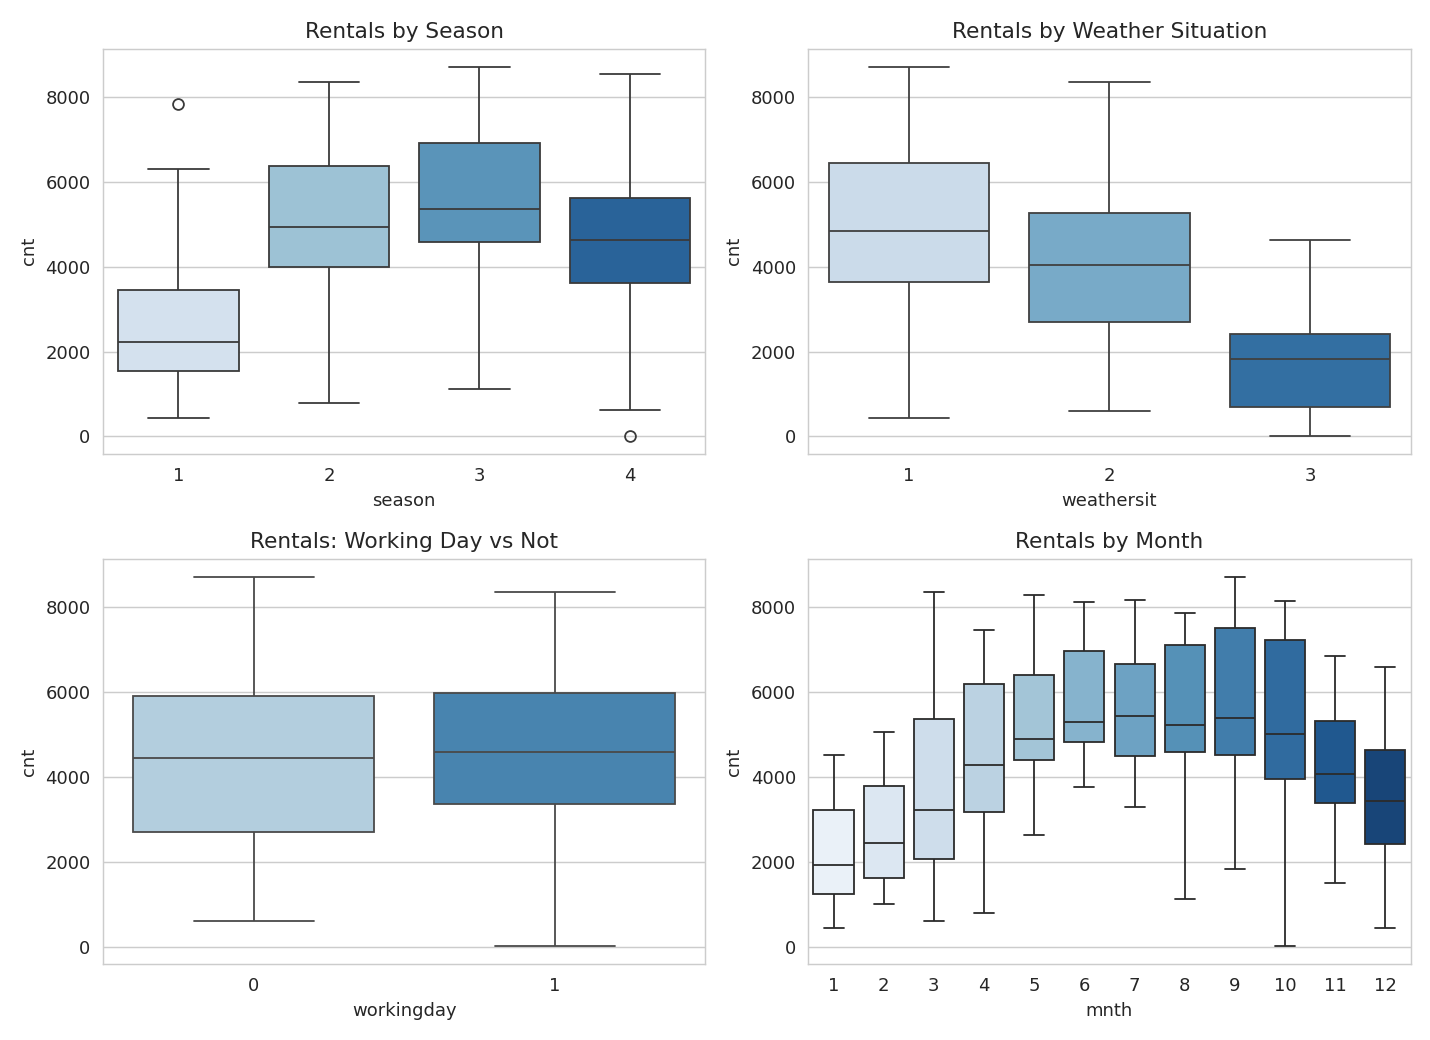 Rentals by Season
8000
6000
4000
2000
0
cnt
1 2 3 4
season
Rentals by Weather Situation
8000
6000
4000
2000
0
cnt
1 2 3
weathersit
Rentals: Working Day vs Not
8000
6000
4000
2000
0
cnt
0 1
workingday
Rentals by Month
8000
6000
4000
2000
0
cnt
1 2 3 4 5 6 7 8 9 10 11 12
mnth